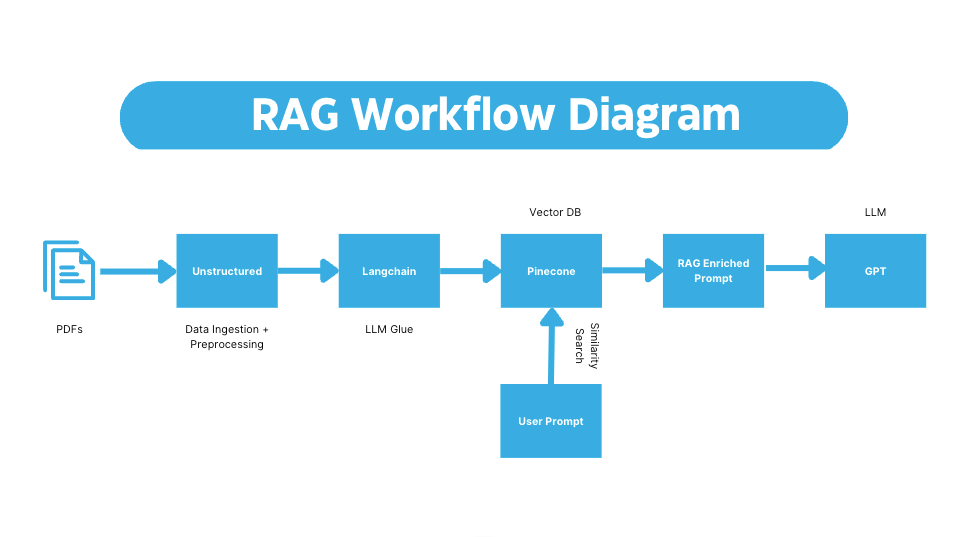 RAG Workflow Diagram
Vector DB
LLM
Unstructured
Langchain
Pinecone
RAG Enriched
Prompt
GPT
PDFs
Data Ingestion +
Preprocessing
LLM Glue
Similarity
Search
User Prompt